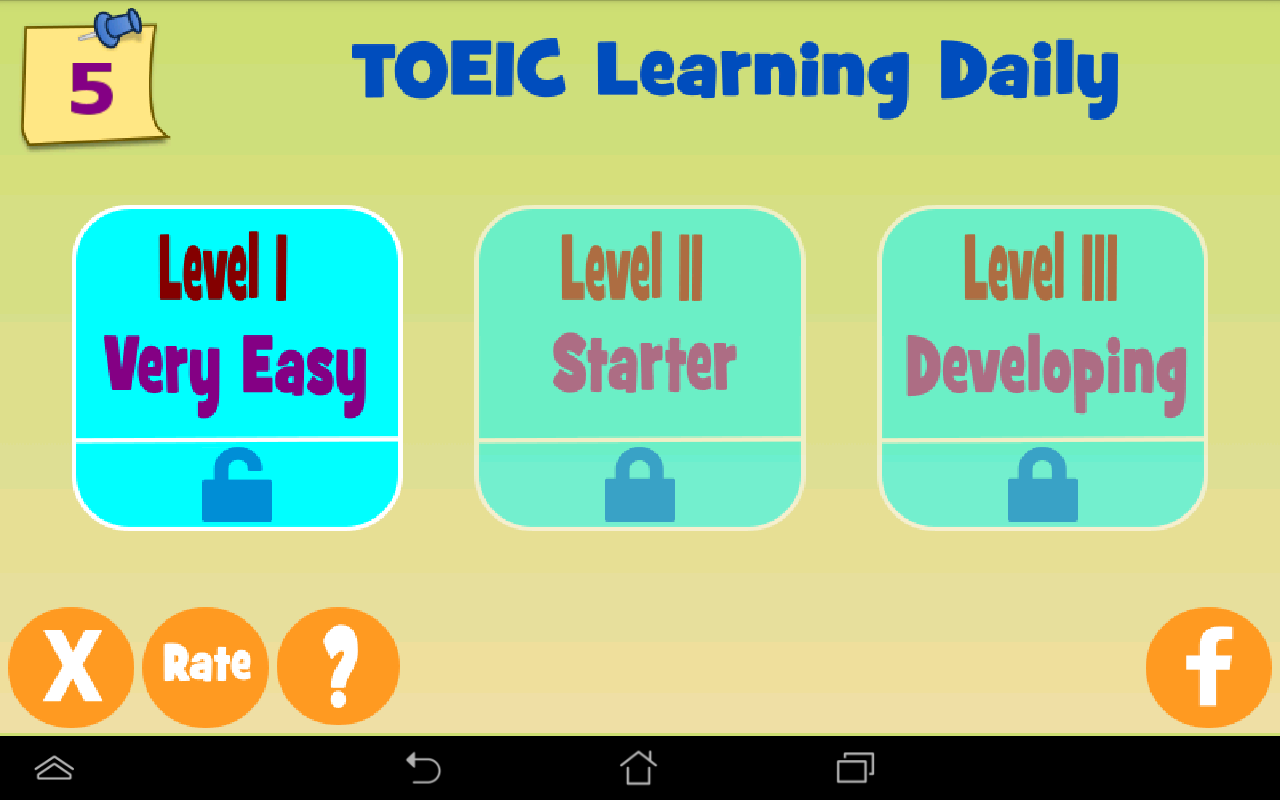 5
TOEIC Learning Daily
Level I
Very Easy
Level II
Starter
Level III
Developing
X
Rate
?
f